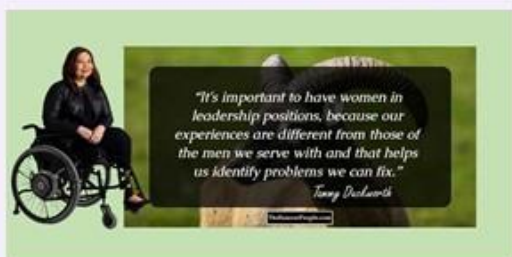 “It's important to have women in
leadership positions, because our
experiences are different from those of
the men we serve with and that helps
us identify problems we can fix.”
Tammy Duckworth
TheFamousPeople.com